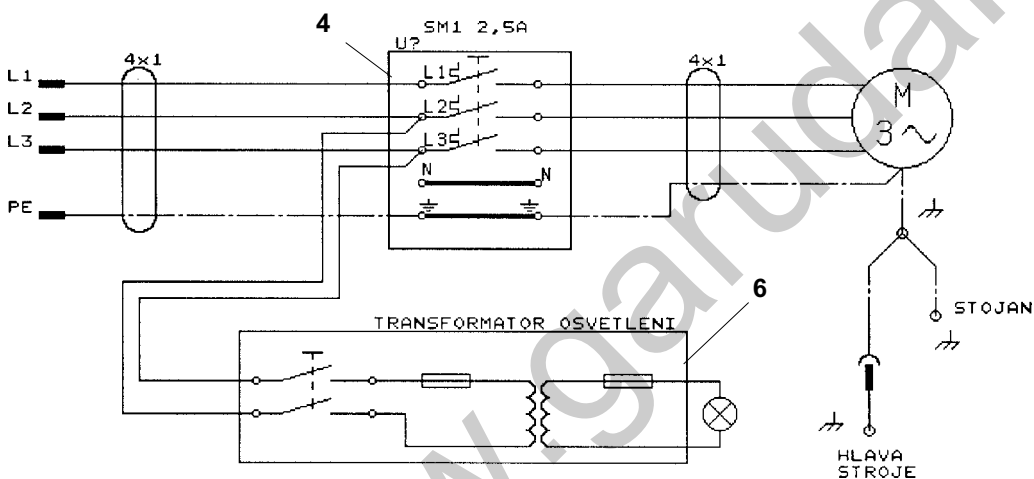 4
SM1 2,5A
U?
4x1
4x1
L1
L1
L2
L2
L3
L3
M
3
N
N
PE
6
STOJAN
TRANSFORMATOR OSVETLENI
HLAVA
STROJE
w.garudan